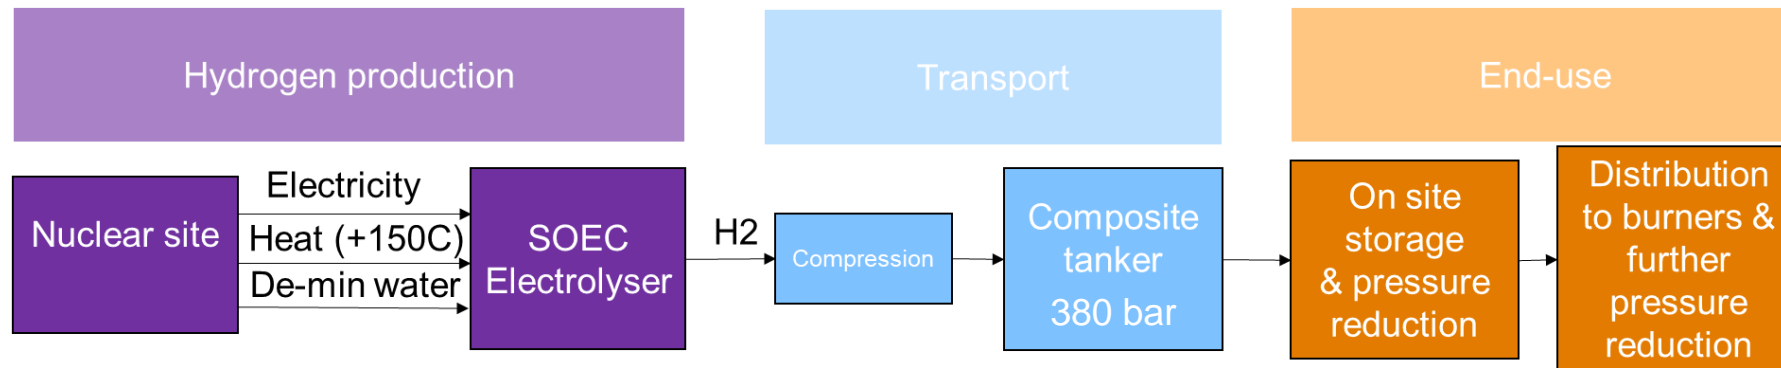 Hydrogen production
Transport
End-use
Nuclear site
Electricity
Heat (+150C)
De-min water
SOEC
Electrolyser
H2
Compression
Composite
tanker
380 bar
On site
storage
& pressure
reduction
Distribution
to burners &
further
pressure
reduction